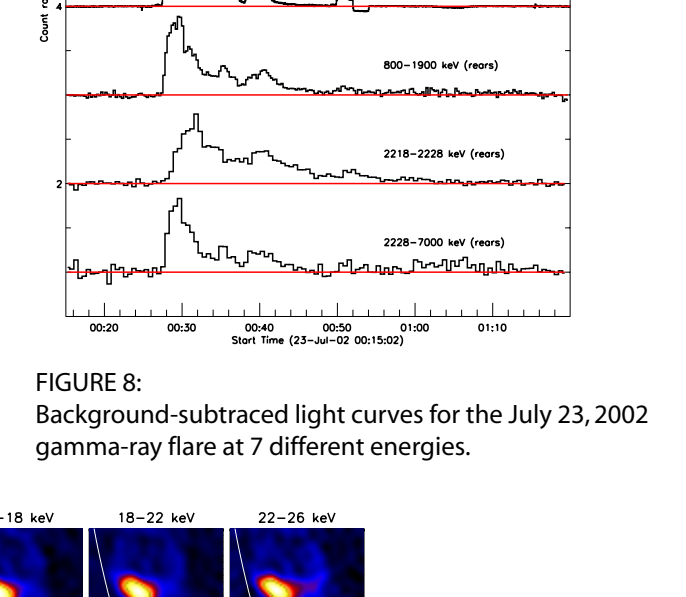 4
Count
800-1900 keV (rears)
2218-2228 keV (rears)
2
2228-7000 keV (rears)
00:20 00:30 00:40 00:50 01:00 01:10
Start Time (23-Jul-02 00:15:02)
FIGURE 8:
Background-subtracted light curves for the July 23, 2002
gamma-ray flare at 7 different energies.
-18 keV 18-22 keV 22-26 keV